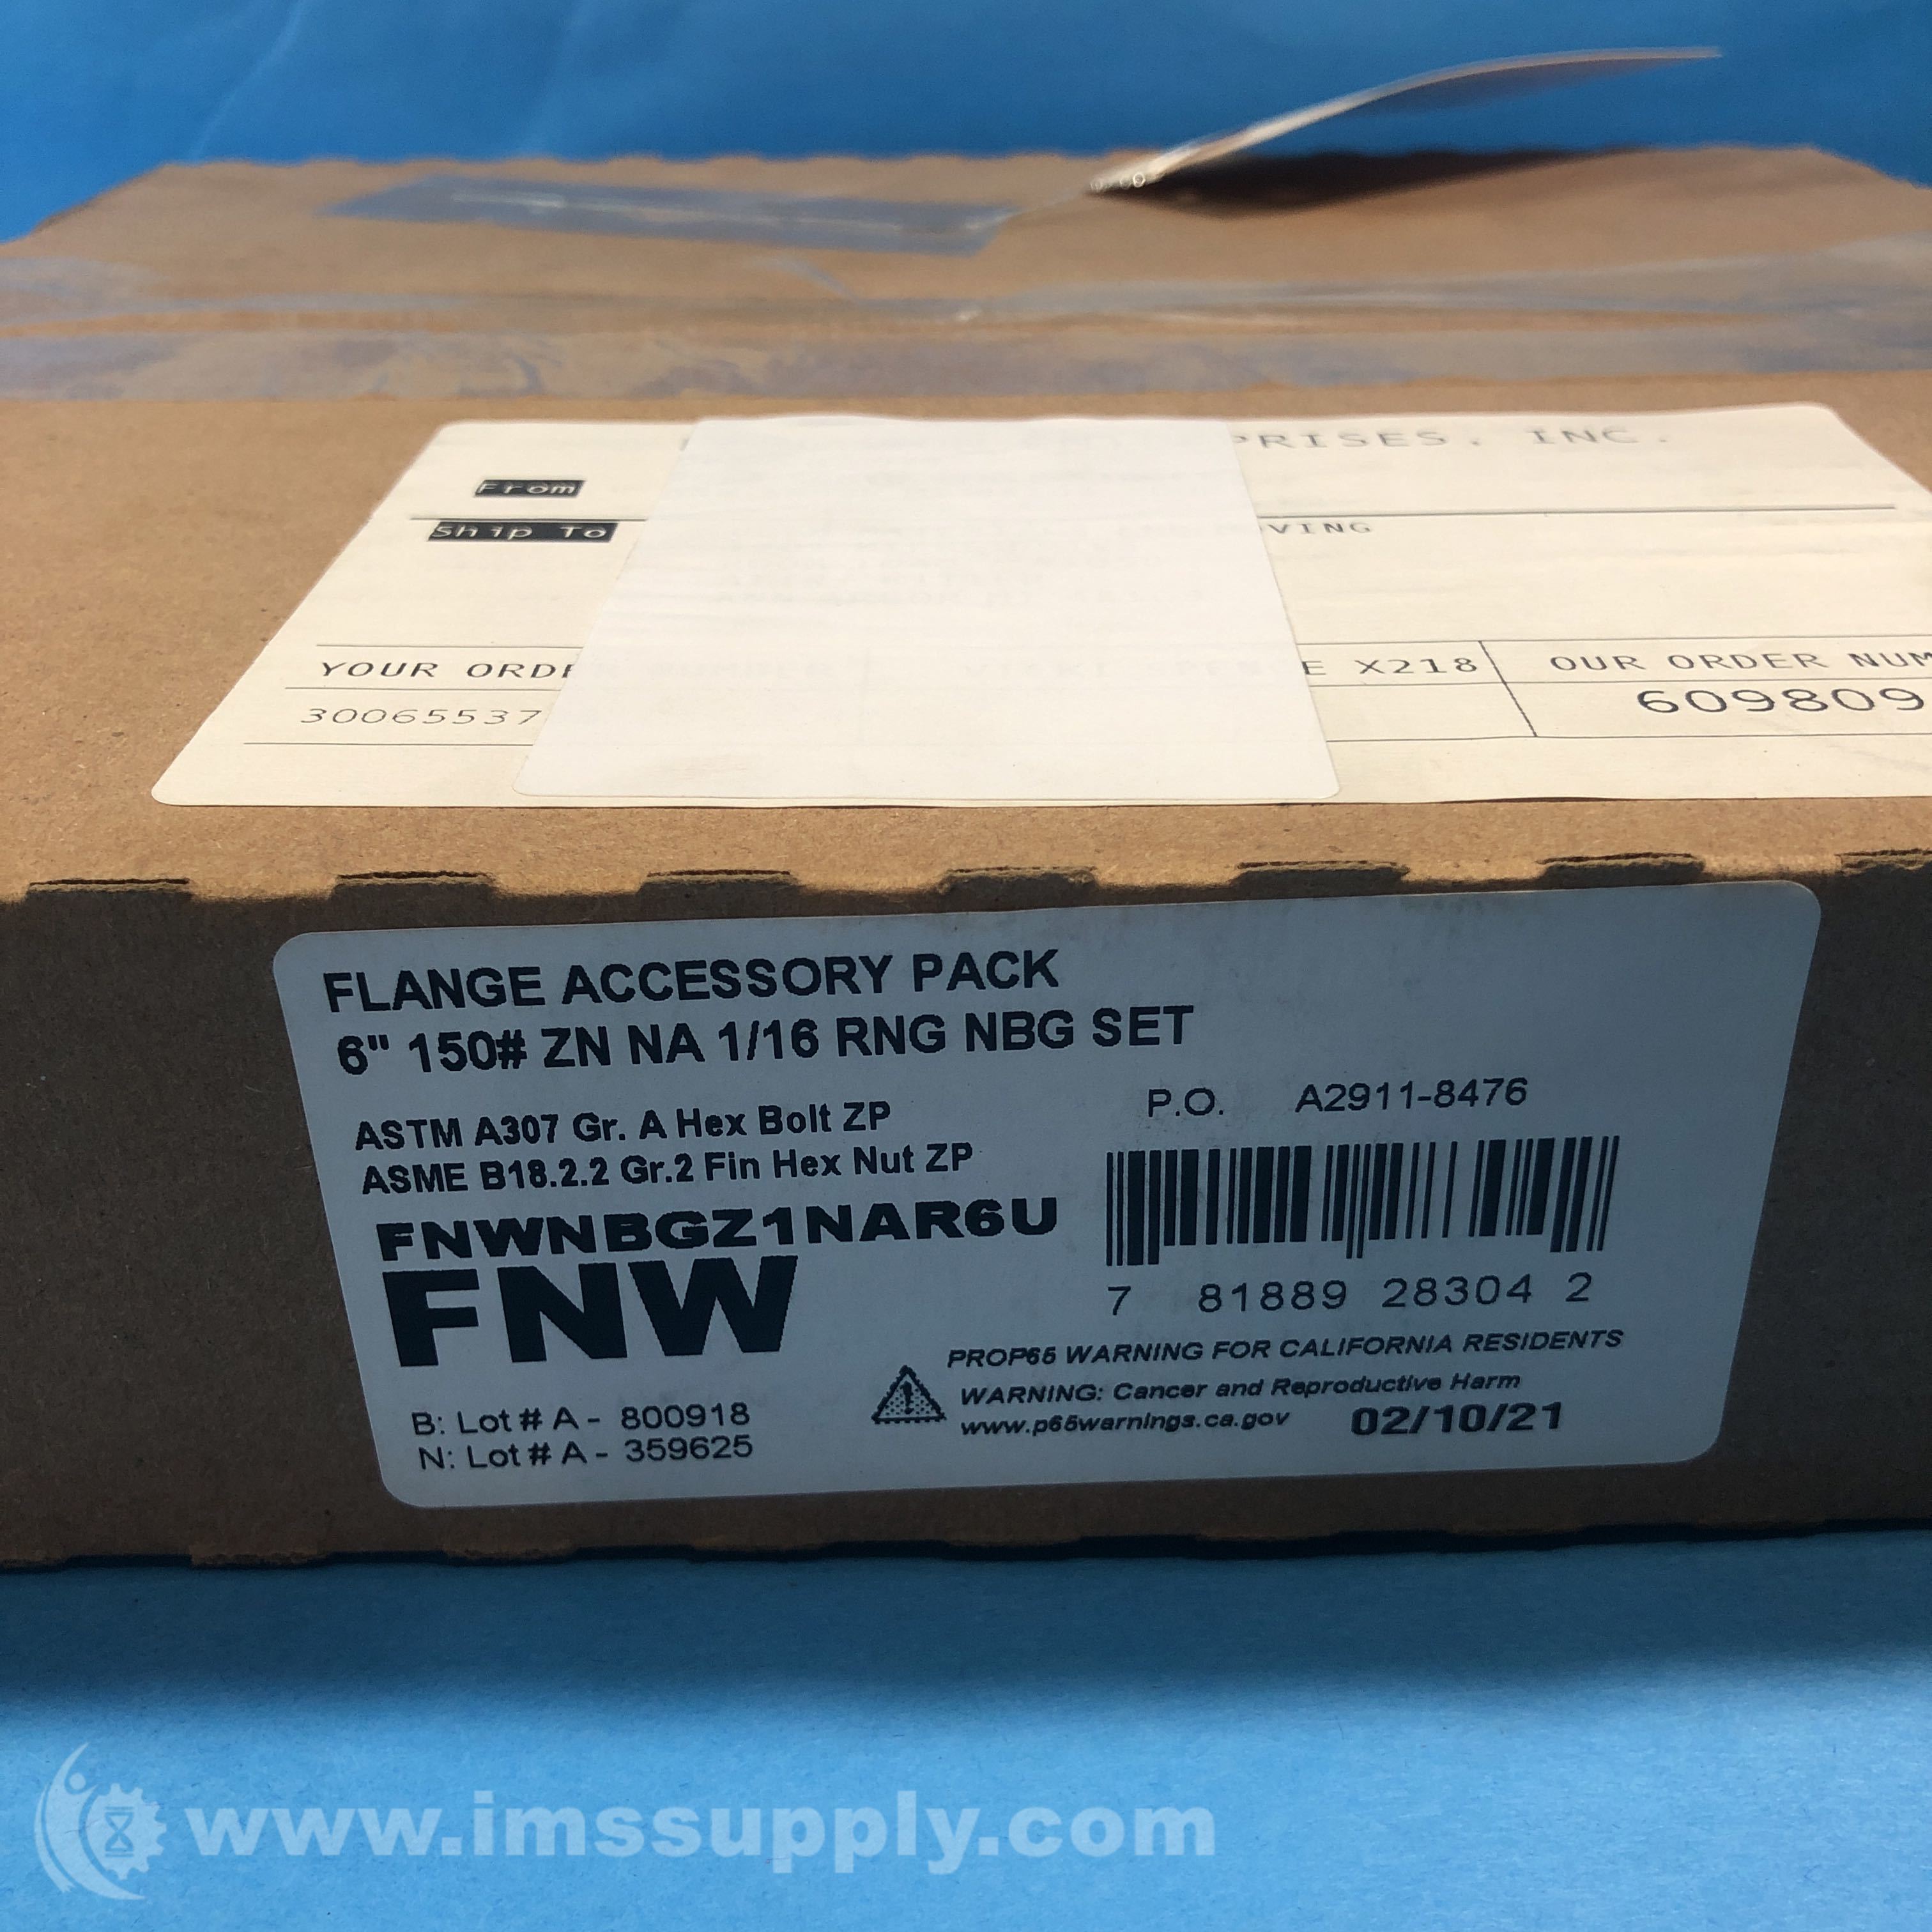 PRISES, INC.
From
Ship To
VING
YOUR ORDE
E X218
OUR ORDER NUM
30065537
609809
FLANGE ACCESSORY PACK
6" 150# ZN NA 1/16 RNG NBG SET
ASTM A307 Gr. A Hex Bolt ZP
ASME B18.2.2 Gr.2 Fin Hex Nut ZP
P.O. A2911-8476
FNWNBGZ1NAR6U
FNW
7 81889 28304 2
PROP65 WARNING FOR CALIFORNIA RESIDENTS
WARNING: Cancer and Reproductive Harm
www.p65warnings.ca.gov 02/10/21
B: Lot # A - 800918
N: Lot # A - 359625
www.imssupply.com